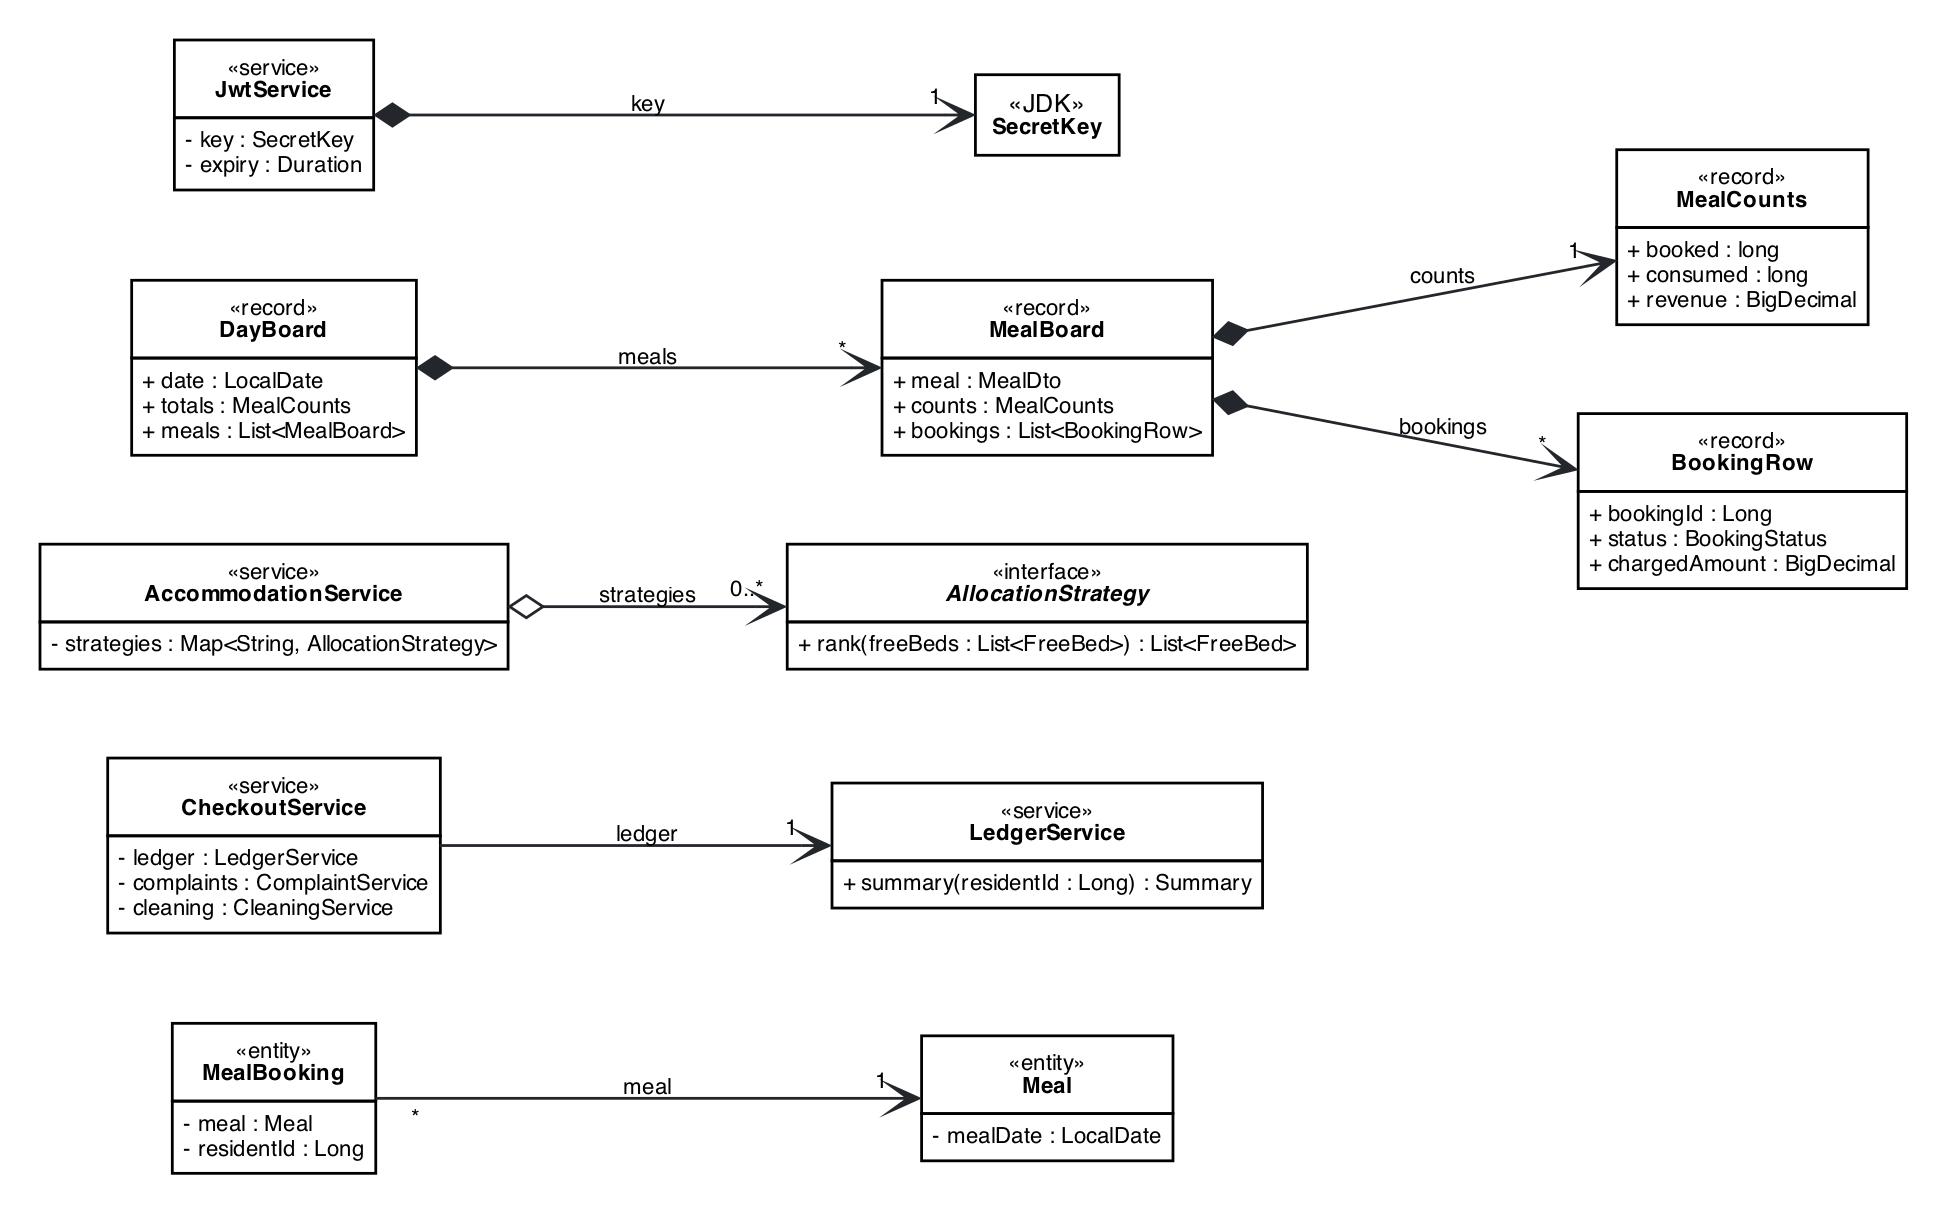 «service»
JwtService
- key : SecretKey
- expiry : Duration
key
1
«JDK»
SecretKey
«record»
DayBoard
+ date : LocalDate
+ totals : MealCounts
+ meals : List<MealBoard>
meals
*
«record»
MealBoard
+ meal : MealDto
+ counts : MealCounts
+ bookings : List<BookingRow>
counts
1
«record»
MealCounts
+ booked : long
+ consumed : long
+ revenue : BigDecimal
bookings
*
«record»
BookingRow
+ bookingId : Long
+ status : BookingStatus
+ chargedAmount : BigDecimal
«service»
AccommodationService
- strategies : Map<String, AllocationStrategy>
strategies
0..*
«interface»
AllocationStrategy
+ rank(freeBeds : List<FreeBed>) : List<FreeBed>
«service»
CheckoutService
- ledger : LedgerService
- complaints : ComplaintService
- cleaning : CleaningService
ledger
1
«service»
LedgerService
+ summary(residentId : Long) : Summary
«entity»
MealBooking
- meal : Meal
- residentId : Long
*
meal
1
«entity»
Meal
- mealDate : LocalDate